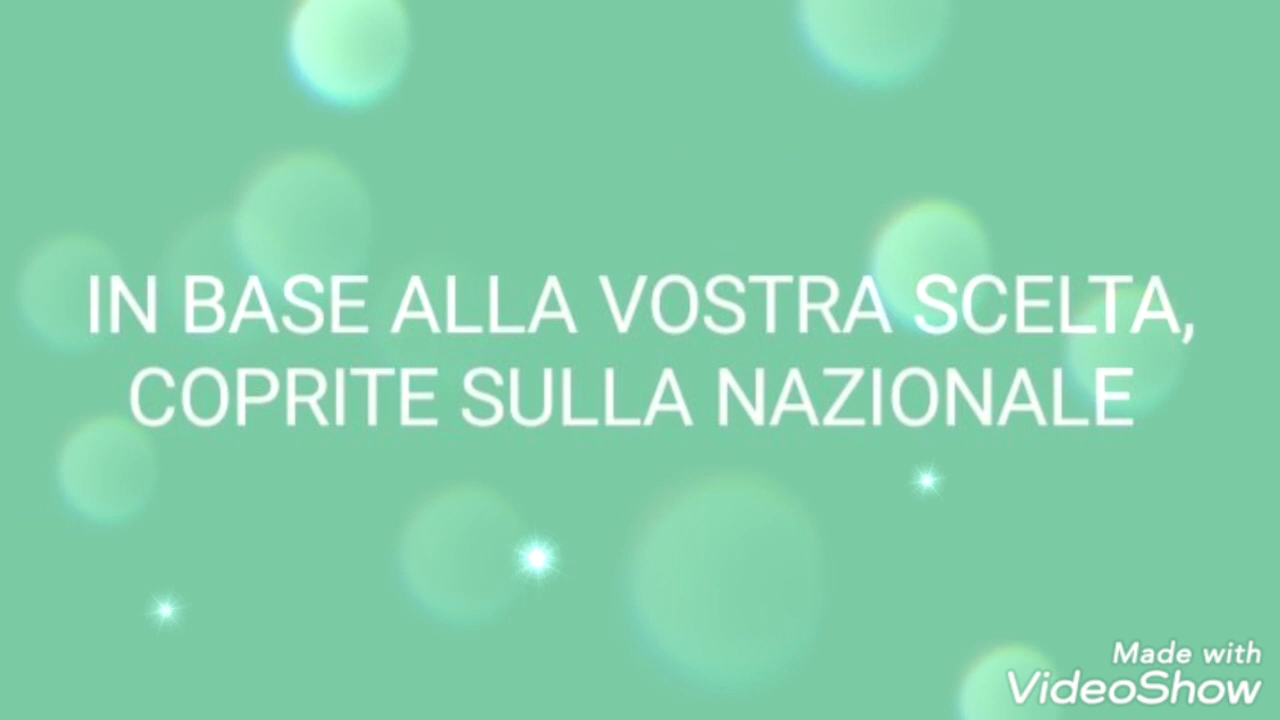 IN BASE ALLA VOSTRA SCELTA,
COPRITE SULLA NAZIONALE
Made with
VideoShow